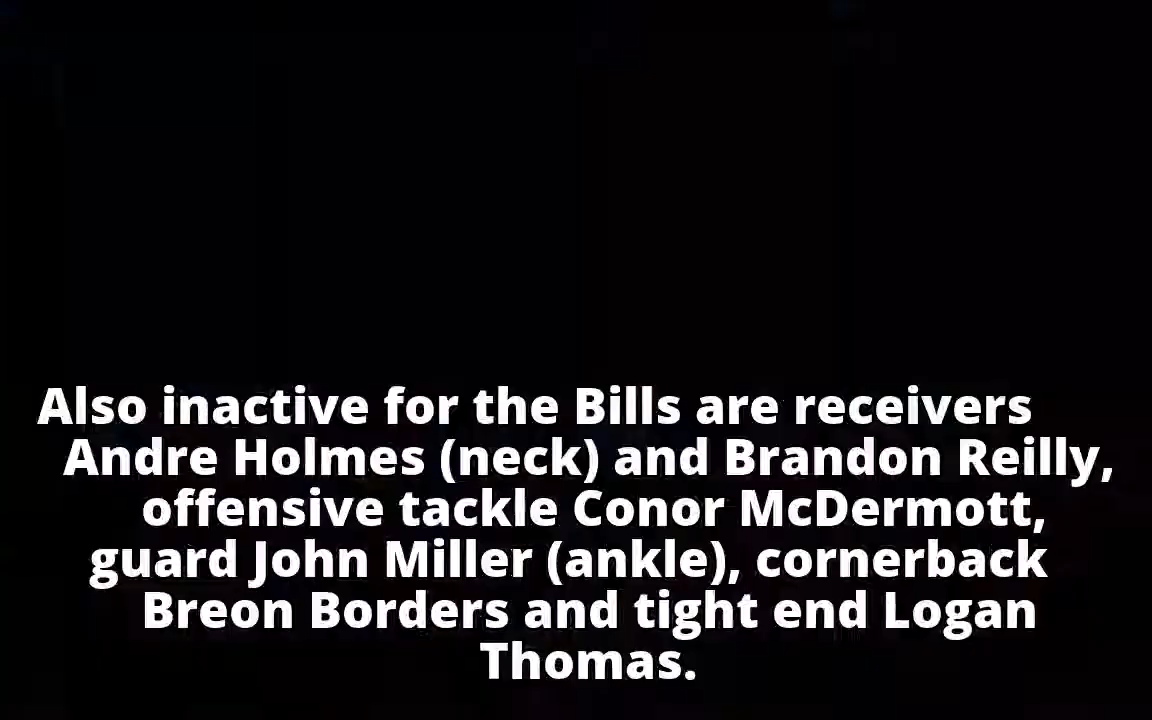 Also inactive for the Bills are receivers
Andre Holmes (neck) and Brandon Reilly,
offensive tackle Conor McDermott,
guard John Miller (ankle), cornerback
Breon Borders and tight end Logan
Thomas.